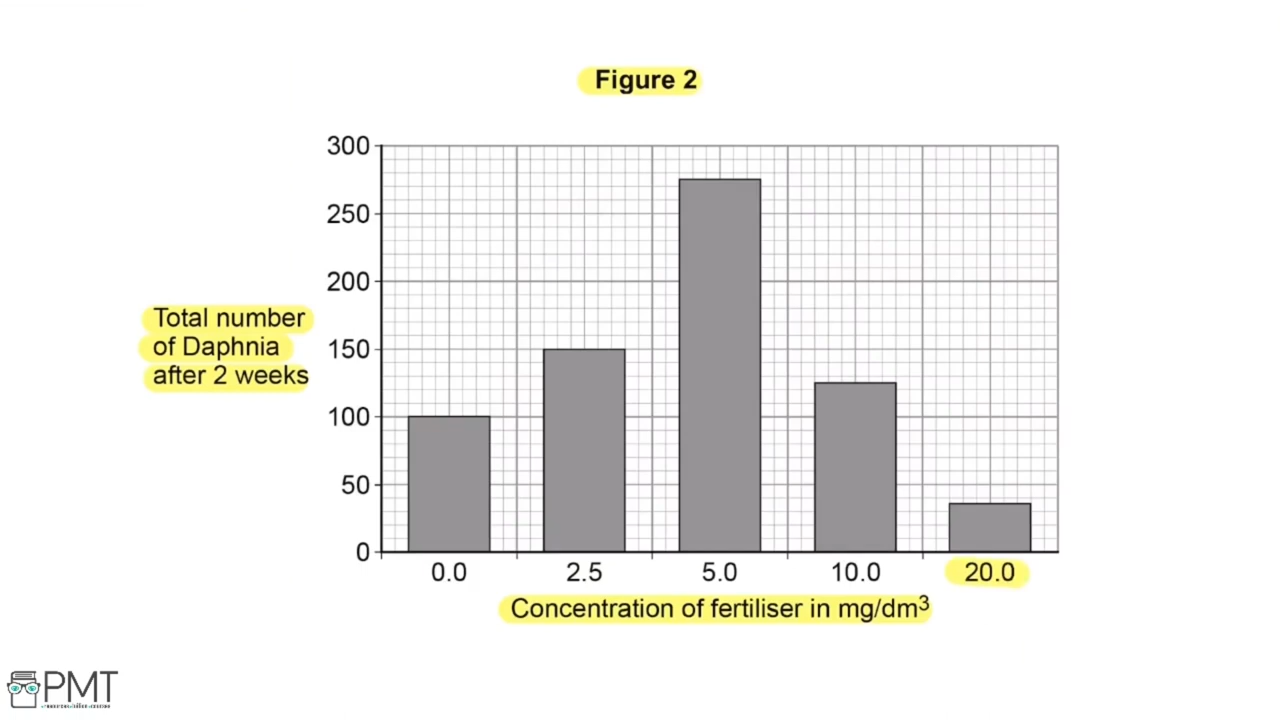 Figure 2
300
250
200
150
100
50
0
Total number
of Daphnia
after 2 weeks
0.0 2.5 5.0 10.0 20.0
Concentration of fertiliser in mg/dm³
PMT